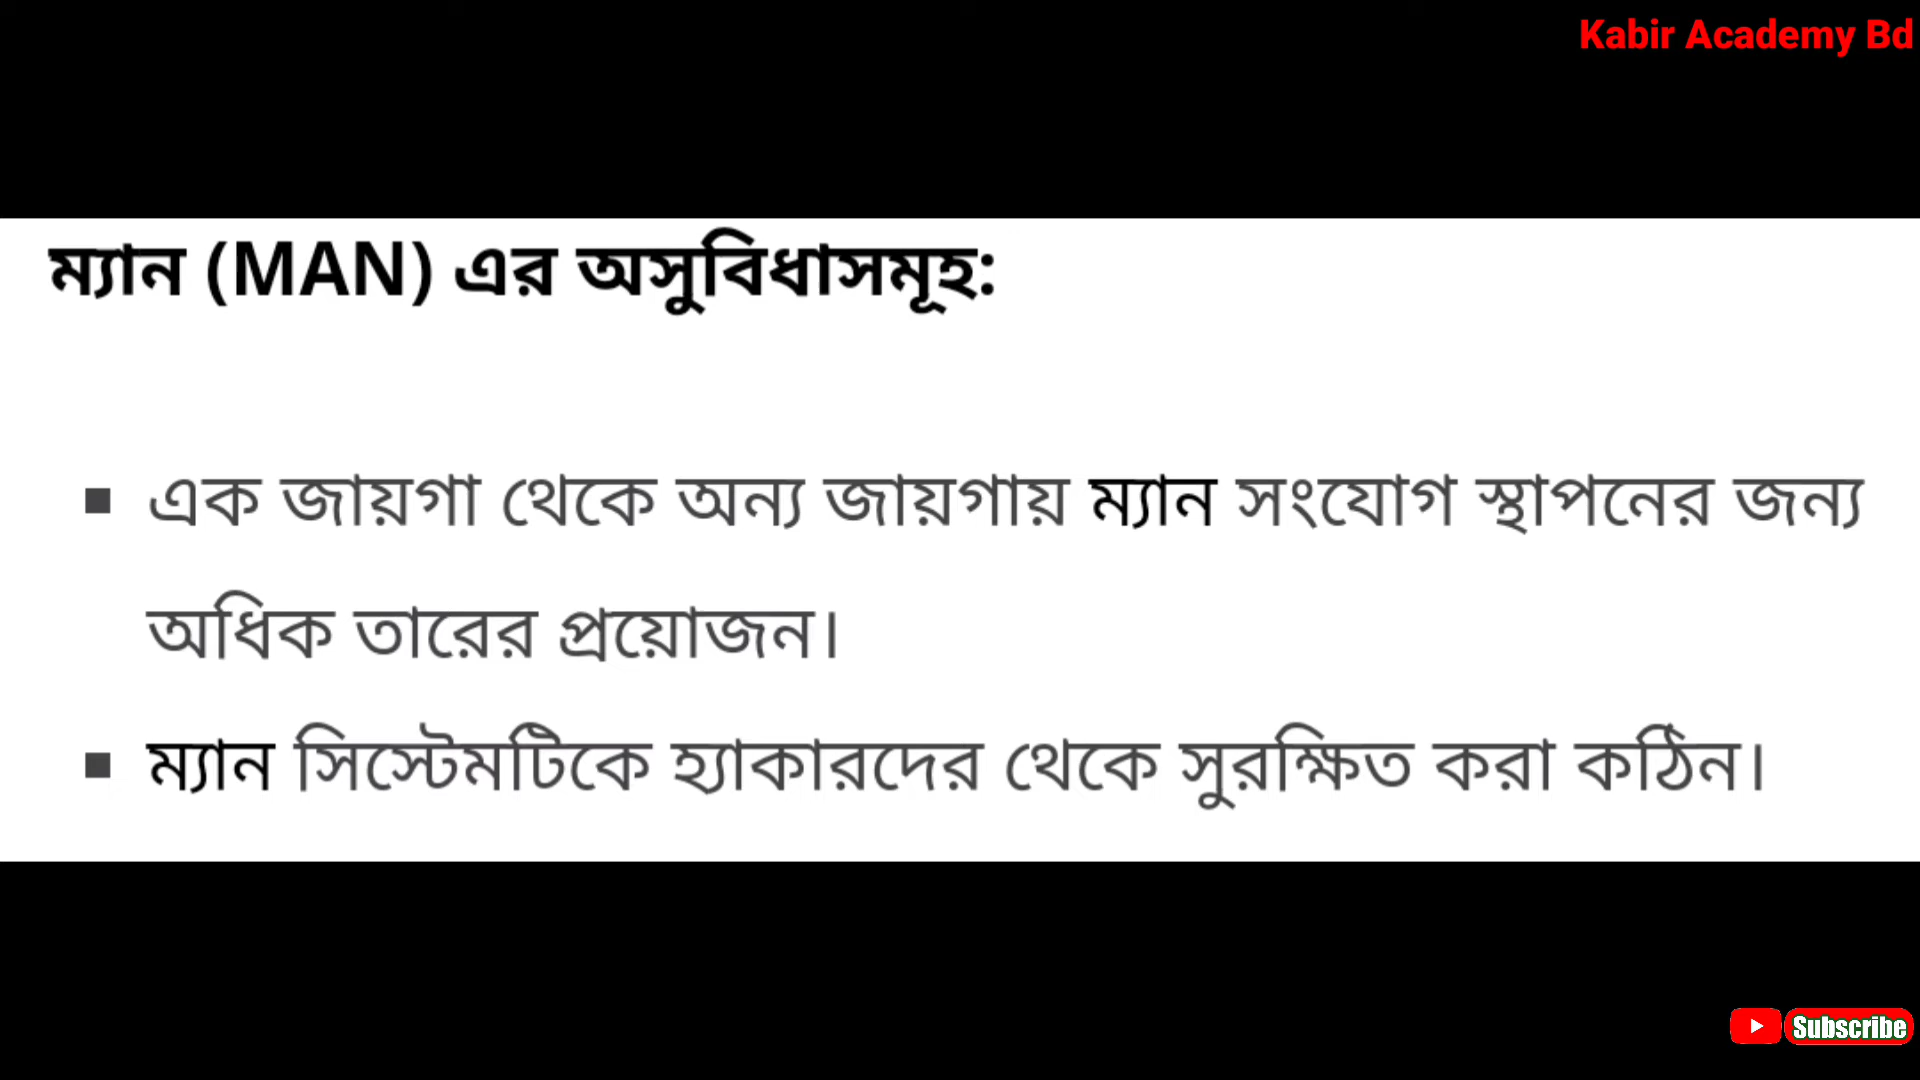 Kabir Academy Bd
ম্যান (MAN) এর অসুবিধাসমূহ:
▪ এক জায়গা থেকে অন্য জায়গায় ম্যান সংযোগ স্থাপনের জন্য
অধিক তারের প্রয়োজন।
▪ ম্যান সিস্টেমটিকে হ্যাকারদের থেকে সুরক্ষিত করা কঠিন।
Subscribe